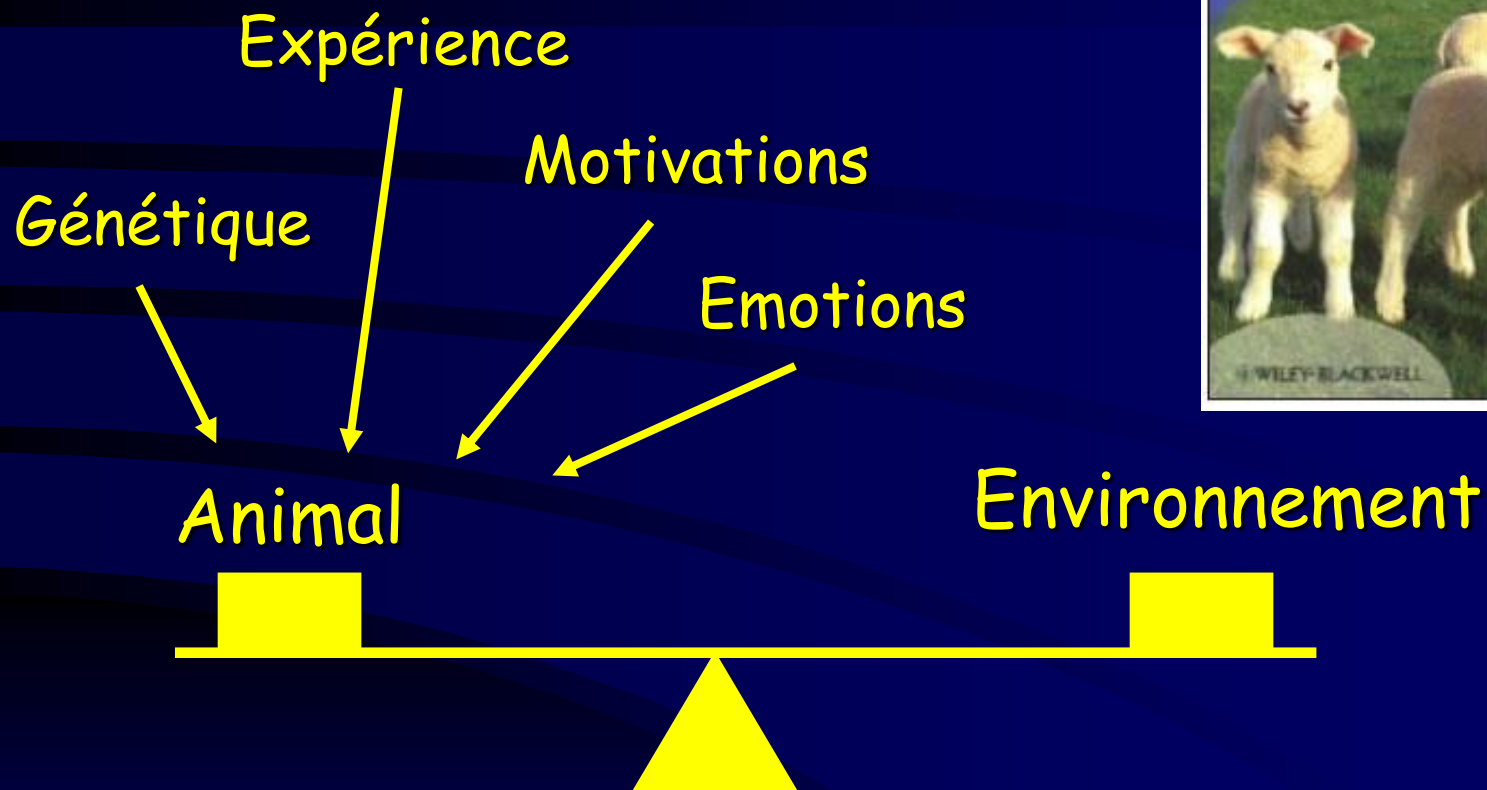 Expérience
Motivations
Génétique
Emotions
Animal
Environnement
WILEY-BLACKWELL